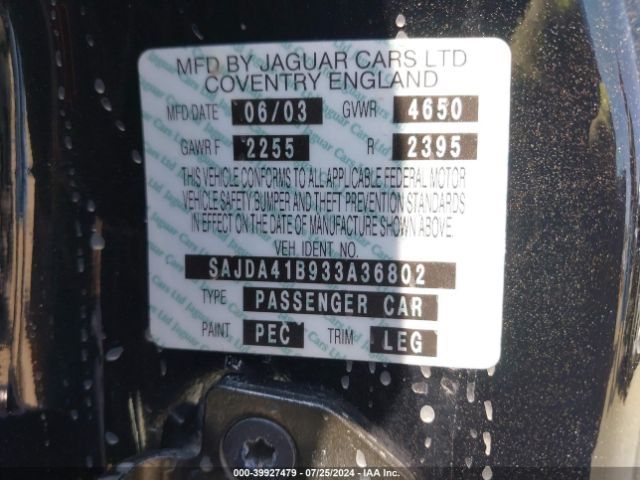 MFD BY JAGUAR CARS LTD
COVENTRY ENGLAND
MFD DATE 06/03 GVWR 4650
GAWR F 2255 R 2395
THIS VEHICLE CONFORMS TO ALL APPLICABLE FEDERAL MOTOR
VEHICLE SAFETY BUMPER AND THEFT PREVENTION STANDARDS
IN EFFECT ON THE DATE OF MANUFACTURE SHOWN ABOVE.
VEH. IDENT NO.
SAJDA41B933A36802
TYPE PASSENGER CAR
PAINT PEC TRIM LEG
000-39927479 - 07/25/2024 - IAA Inc.